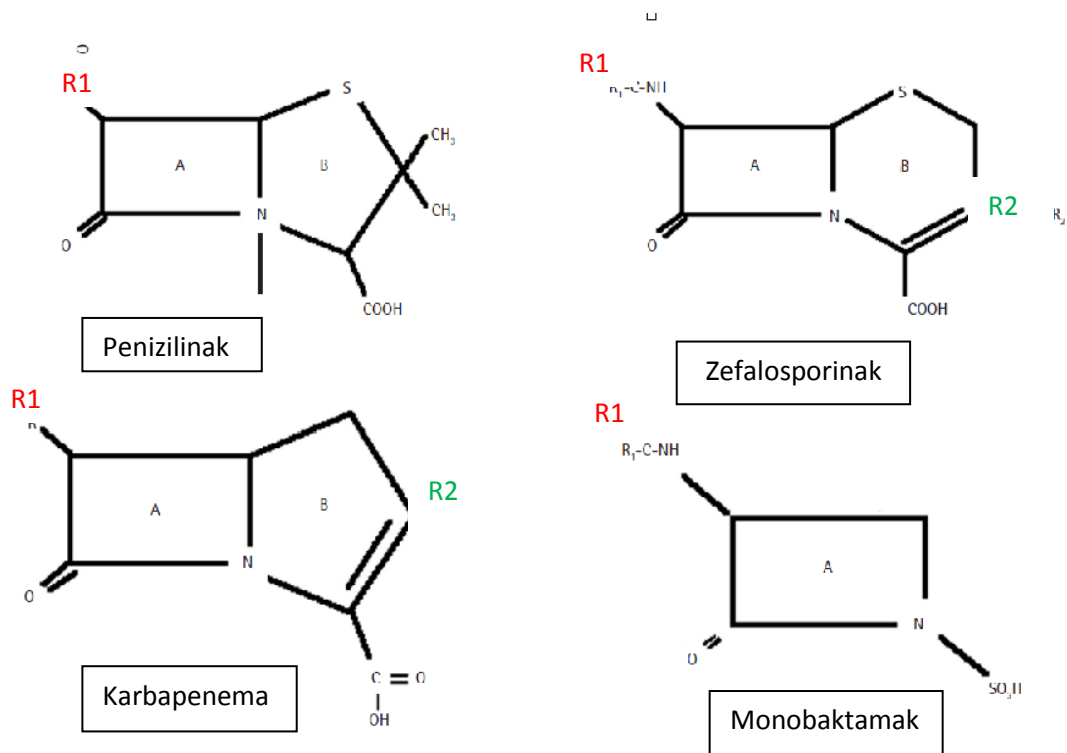 O
R1
S
A
B
CH3
CH3
N
O
COOH
Penizilinak
R1
R1-C-NH
S
A
B
N
R2
O
COOH
Zefalosporinak
R1
R
A
B
R2
N
O
C = O
OH
Karbapenema
R1
R1-C-NH
A
N
O
SO3H
Monobaktamak